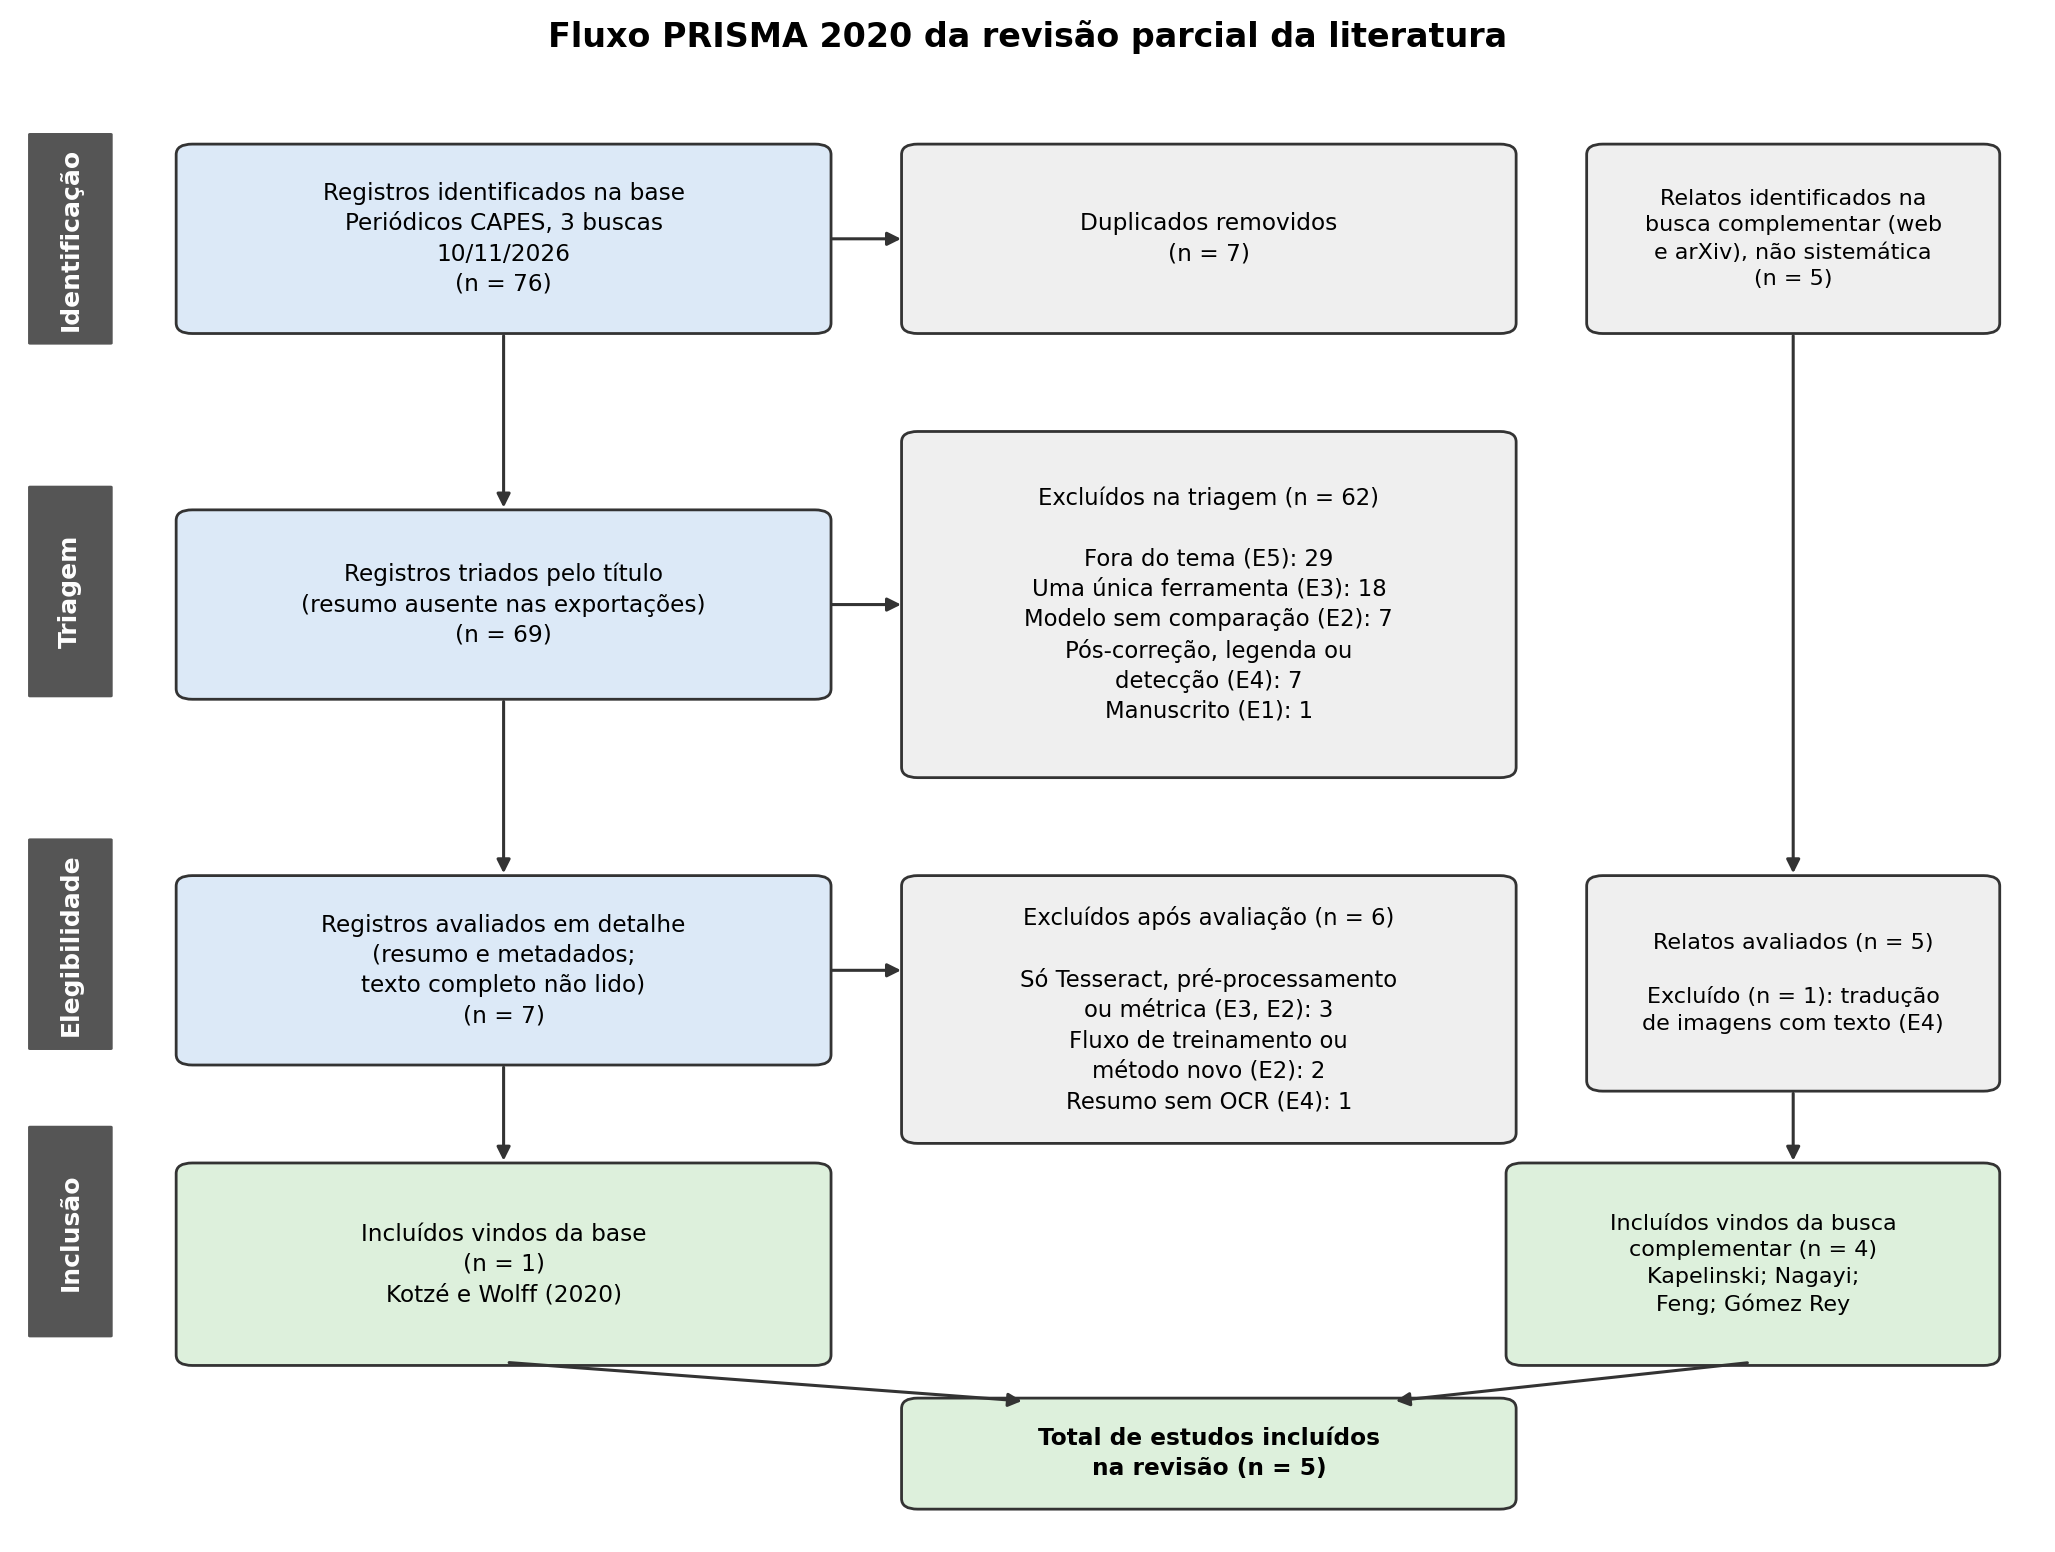 Fluxo PRISMA 2020 da revisão parcial da literatura
Identificação
Registros identificados na base
Periódicos CAPES, 3 buscas
10/11/2026
(n = 76)
Duplicados removidos
(n = 7)
Relatos identificados na
busca complementar (web
e arXiv), não sistemática
(n = 5)
Triagem
Registros triados pelo título
(resumo ausente nas exportações)
(n = 69)
Excluídos na triagem (n = 62)
Fora do tema (E5): 29
Uma única ferramenta (E3): 18
Modelo sem comparação (E2): 7
Pós-correção, legenda ou
detecção (E4): 7
Manuscrito (E1): 1
Elegibilidade
Registros avaliados em detalhe
(resumo e metadados;
texto completo não lido)
(n = 7)
Excluídos após avaliação (n = 6)
Só Tesseract, pré-processamento
ou métrica (E3, E2): 3
Fluxo de treinamento ou
método novo (E2): 2
Resumo sem OCR (E4): 1
Relatos avaliados (n = 5)
Excluído (n = 1): tradução
de imagens com texto (E4)
Inclusão
Incluídos vindos da base
(n = 1)
Kotzé e Wolff (2020)
Incluídos vindos da busca
complementar (n = 4)
Kapelinski; Nagayi;
Feng; Gómez Rey
Total de estudos incluídos
na revisão (n = 5)